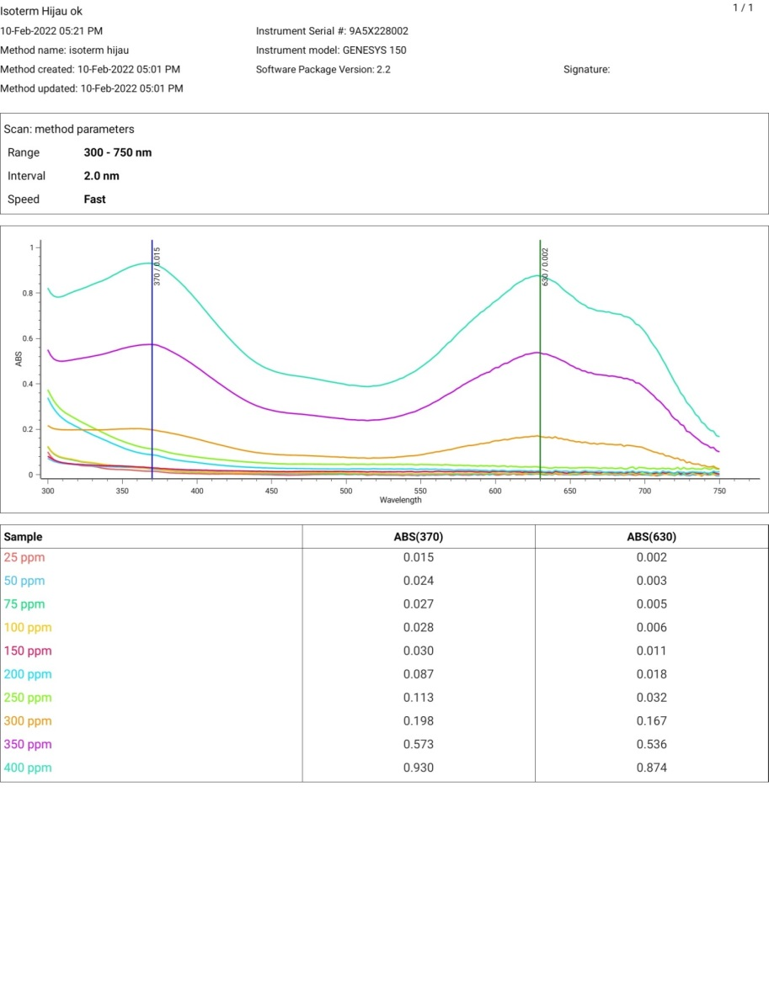 1 / 1
Isoterm Hijau ok
10-Feb-2022 05:21 PM Instrument Serial #: 9A5X228002
Method name: isoterm hijau Instrument model: GENESYS 150
Method created: 10-Feb-2022 05:01 PM Software Package Version: 2.2 Signature:
Method updated: 10-Feb-2022 05:01 PM
Scan: method parameters
Range 300 - 750 nm
Interval 2.0 nm
Speed Fast
370 / 0.015
630 / 0.002
1
0.8
0.6
0.4
0.2
0
ABS
300 350 400 450 500 550 600 650 700 750
Wavelength
Sample ABS(370) ABS(630)
25 ppm 0.015 0.002
50 ppm 0.024 0.003
75 ppm 0.027 0.005
100 ppm 0.028 0.006
150 ppm 0.030 0.011
200 ppm 0.087 0.018
250 ppm 0.113 0.032
300 ppm 0.198 0.167
350 ppm 0.573 0.536
400 ppm 0.930 0.874